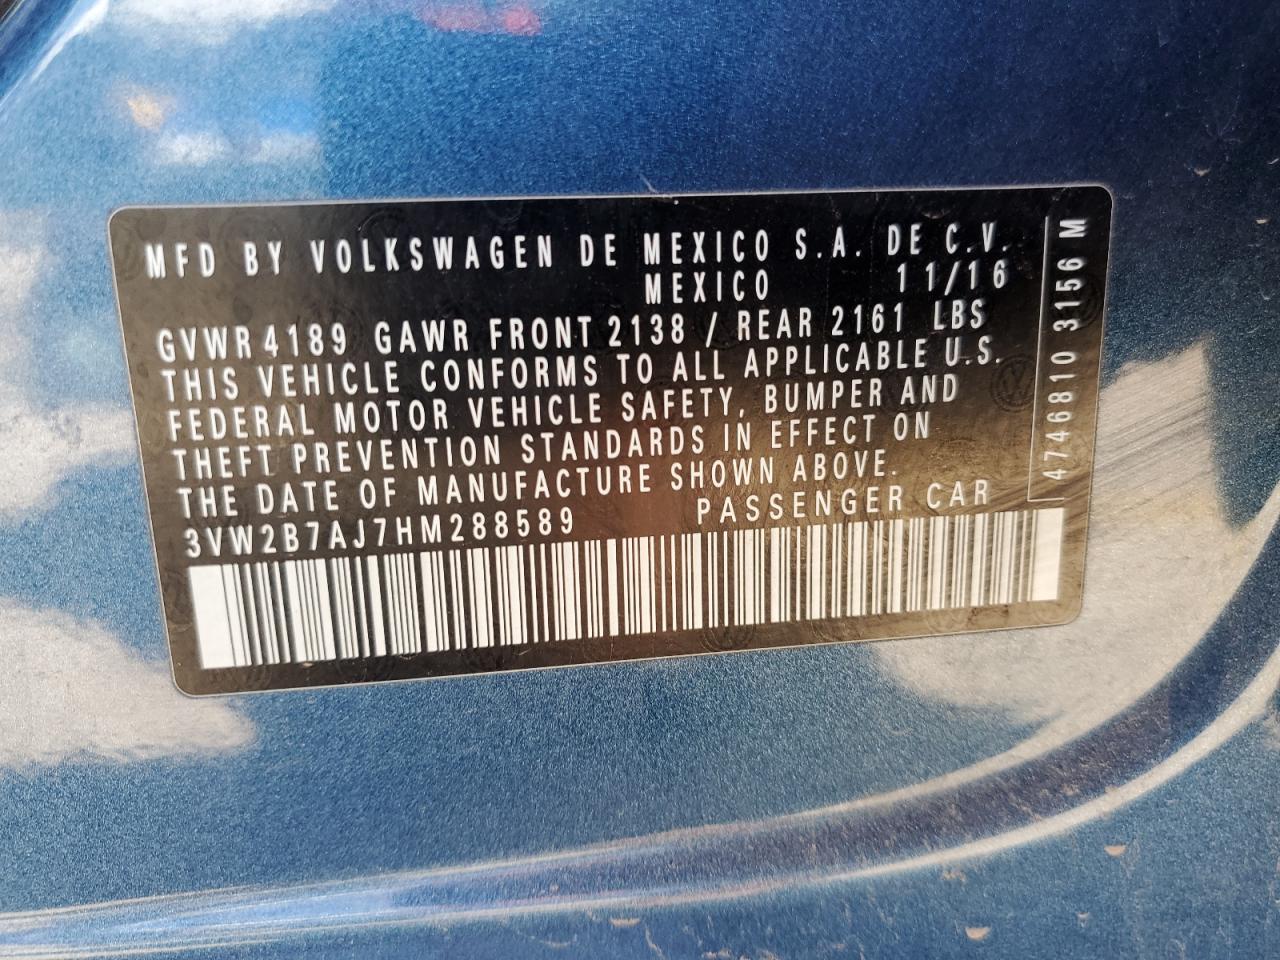 MFD BY VOLKSWAGEN DE MEXICO S.A. DE C.V.
MEXICO 11/16
GVWR 4189 GAWR FRONT 2138 / REAR 2161 LBS
THIS VEHICLE CONFORMS TO ALL APPLICABLE U.S.
FEDERAL MOTOR VEHICLE SAFETY, BUMPER AND
THEFT PREVENTION STANDARDS IN EFFECT ON
THE DATE OF MANUFACTURE SHOWN ABOVE.
3VW2B7AJ7HM288589 PASSENGER CAR
4746810 3156 M